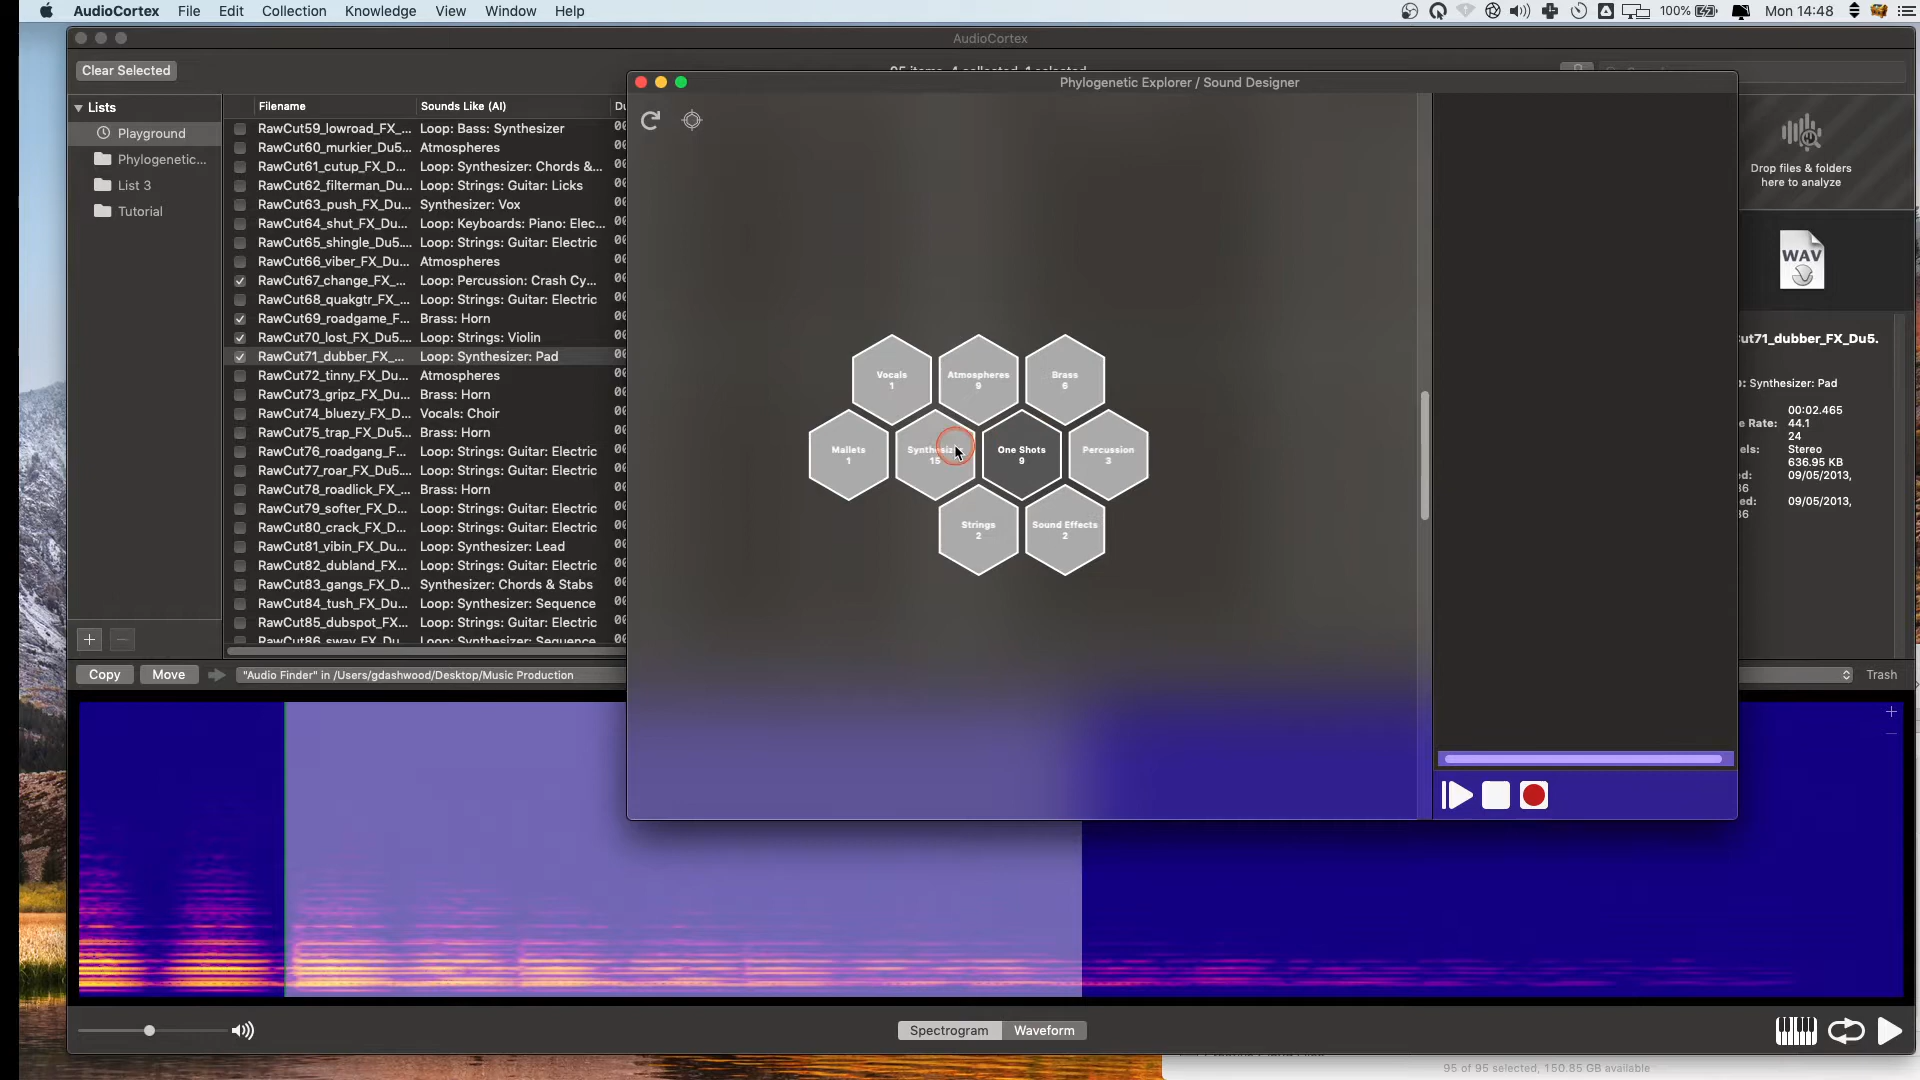 AudioCortex File Edit Collection Knowledge View Window Help 100% Mon 14:48
AudioCortex
Clear Selected
Phylogenetic Explorer / Sound Designer
Lists
Playground
Phylogenetic...
List 3
Tutorial
Filename Sounds Like (AI)
RawCut59_lowroad_FX_... Loop: Bass: Synthesizer
RawCut60_murkier_Du5... Atmospheres
RawCut61_cutup_FX_D... Loop: Synthesizer: Chords &...
RawCut62_filterman_Du... Loop: Strings: Guitar: Licks
RawCut63_push_FX_Du... Synthesizer: Vox
RawCut64_shut_FX_Du... Loop: Keyboards: Piano: Elec...
RawCut65_shingle_Du5.... Loop: Strings: Guitar: Electric
RawCut66_viber_FX_Du... Atmospheres
RawCut67_change_FX_... Loop: Percussion: Crash Cy...
RawCut68_quakgtr_FX_... Loop: Strings: Guitar: Electric
RawCut69_roadgame_F... Brass: Horn
RawCut70_lost_FX_Du5.... Loop: Strings: Violin
RawCut71_dubber_FX_... Loop: Synthesizer: Pad
RawCut72_tinny_FX_Du... Atmospheres
RawCut73_gripz_FX_Du... Brass: Horn
RawCut74_bluezy_FX_D... Vocals: Choir
RawCut75_trap_FX_Du5... Brass: Horn
RawCut76_roadgang_F... Loop: Strings: Guitar: Electric
RawCut77_roar_FX_Du5... Loop: Strings: Guitar: Electric
RawCut78_roadlick_FX_... Brass: Horn
RawCut79_softer_FX_Du... Loop: Strings: Guitar: Electric
RawCut80_crack_FX_D... Loop: Strings: Guitar: Electric
RawCut81_vibin_FX_Du... Loop: Synthesizer: Lead
RawCut82_dubland_FX... Loop: Strings: Guitar: Electric
RawCut83_gangs_FX_D... Synthesizer: Chords & Stabs
RawCut84_tush_FX_Du... Loop: Synthesizer: Sequence
RawCut85_dubspot_FX... Loop: Strings: Guitar: Electric
RawCut86_sway_FX_Du... Loop: Synthesizer: Sequence
Vocals
1
Atmospheres
9
Brass
6
Mallets
1
15
One Shots
9
Percussion
3
Strings
2
Sound Effects
2
Drop files & folders
here to analyze
WAV
ut71_dubber_FX_Du5.
: Synthesizer: Pad
00:02.465
e Rate: 44.1
24
Stereo
636.95 KB
ed: 09/05/2013,
36
ed: 09/05/2013,
36
Copy Move "Audio Finder" in /Users/gdashwood/Desktop/Music Production Trash
Spectrogram Waveform
95 of 95 selected, 150.85 GB available